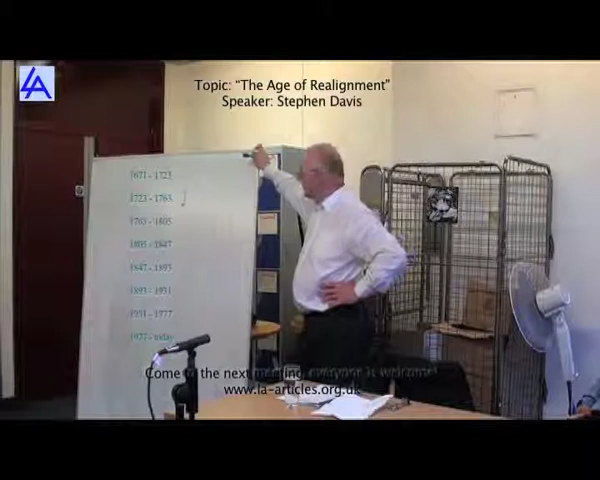 LA
Topic: "The Age of Realignment"
Speaker: Stephen Davis
1671 - 1723
1723 - 1763
1763 - 1805
1805 - 1847
1847 - 1893
1893 - 1931
1931 - 1977
1977 -
Come to the next meeting, everyone is welcome!
www.la-articles.org.uk